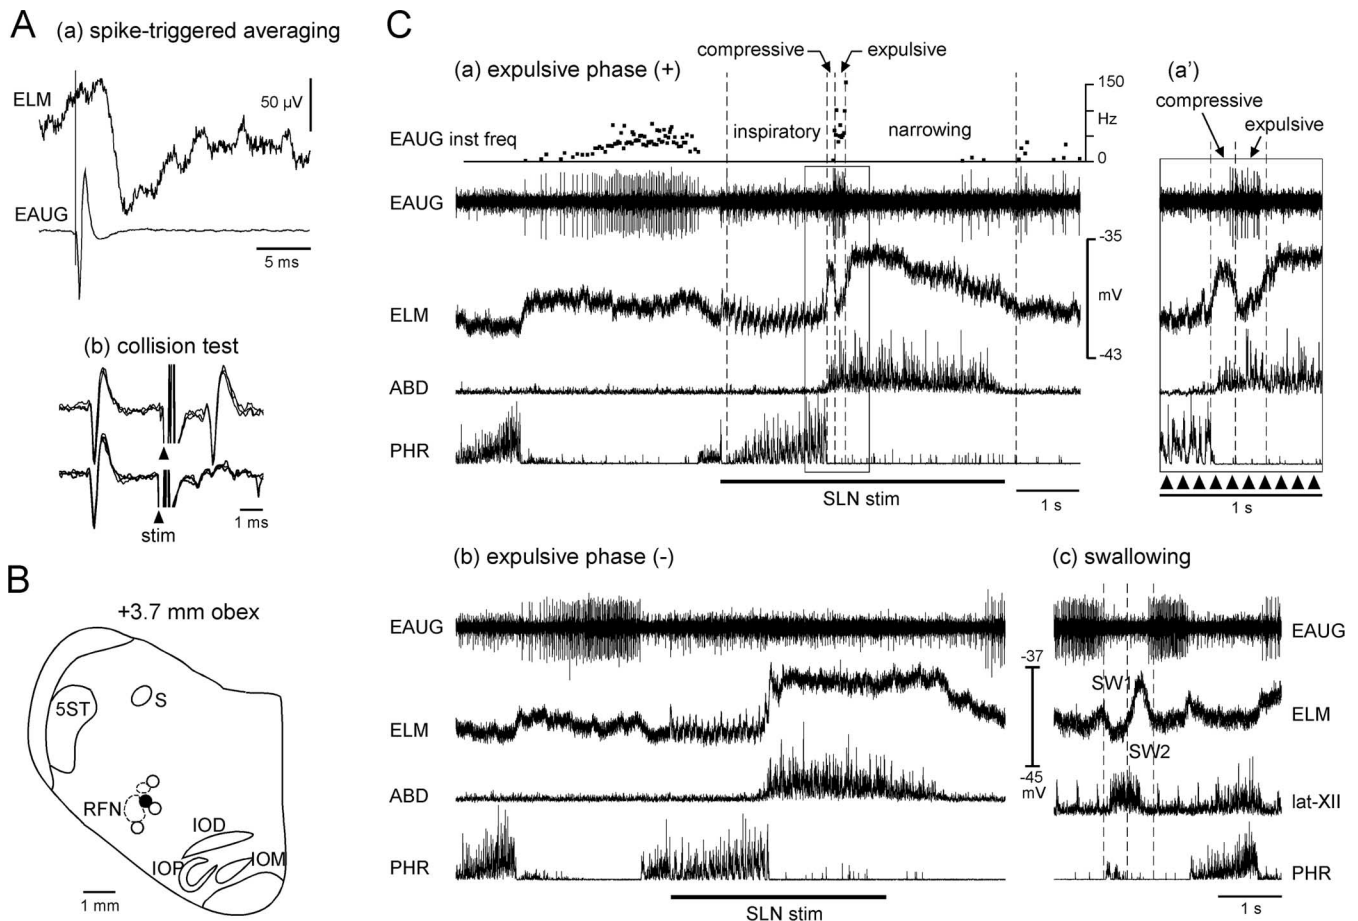 A
(a) spike-triggered averaging
ELM
50 µV
EAUG
5 ms
(b) collision test
1 ms
stim
B
+3.7 mm obex
5ST
S
RFN
IOD
IOP
IOM
1 mm
C
compressive
expulsive
(a) expulsive phase (+)
150
Hz
0
EAUG inst freq
inspiratory
narrowing
EAUG
-35
mV
-43
ELM
ABD
PHR
SLN stim
1 s
(a')
compressive
expulsive
1 s
(b) expulsive phase (-)
EAUG
ELM
ABD
PHR
SLN stim
-37
-45
mV
(c) swallowing
EAUG
SW1
ELM
SW2
lat-XII
PHR
1 s